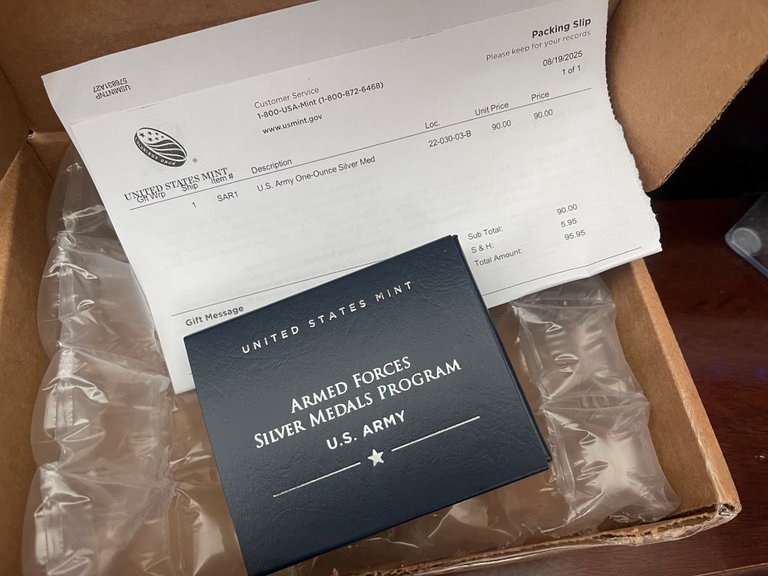 Packing Slip
Please keep for your records
08/19/2025
1 of 1
USMINTNP
576631A27
Customer Service
1-800-USA-Mint (1-800-872-6468)
www.usmint.gov
UNITED STATES MINT
Gift Wrp Ship Item # Description Loc. Unit Price Price
1 SAR1 U.S. Army One-Ounce Silver Med 22-030-03-B 90.00 90.00
Sub Total: 90.00
S & H: 5.95
Total Amount: 95.95
Gift Message
UNITED STATES MINT
ARMED FORCES
SILVER MEDALS PROGRAM
U.S. ARMY